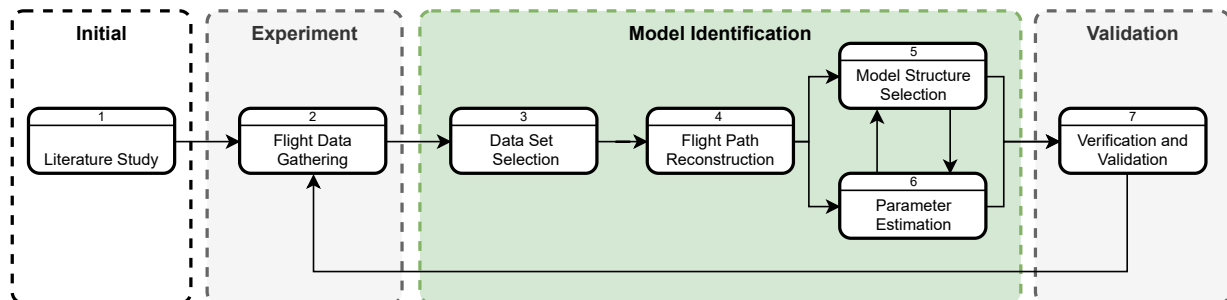 Initial
Experiment
Model Identification
Validation
1
Literature Study
2
Flight Data
Gathering
3
Data Set
Selection
4
Flight Path
Reconstruction
5
Model Structure
Selection
6
Parameter
Estimation
7
Verification and
Validation